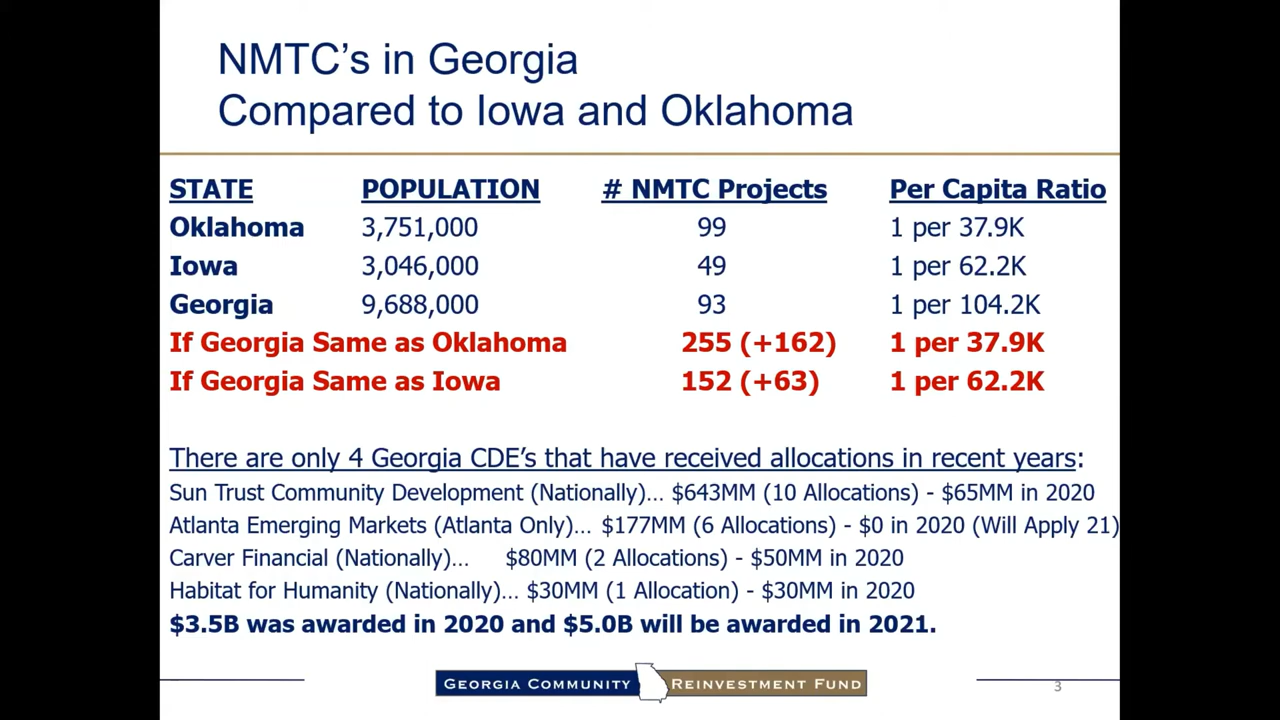 NMTC’s in Georgia
Compared to Iowa and Oklahoma
STATE POPULATION # NMTC Projects Per Capita Ratio
Oklahoma 3,751,000 99 1 per 37.9K
Iowa 3,046,000 49 1 per 62.2K
Georgia 9,688,000 93 1 per 104.2K
If Georgia Same as Oklahoma 255 (+162) 1 per 37.9K
If Georgia Same as Iowa 152 (+63) 1 per 62.2K
There are only 4 Georgia CDE’s that have received allocations in recent years:
Sun Trust Community Development (Nationally)… $643MM (10 Allocations) - $65MM in 2020
Atlanta Emerging Markets (Atlanta Only)… $177MM (6 Allocations) - $0 in 2020 (Will Apply 21)
Carver Financial (Nationally)… $80MM (2 Allocations) - $50MM in 2020
Habitat for Humanity (Nationally)… $30MM (1 Allocation) - $30MM in 2020
$3.5B was awarded in 2020 and $5.0B will be awarded in 2021.
GEORGIA COMMUNITY REINVESTMENT FUND
3